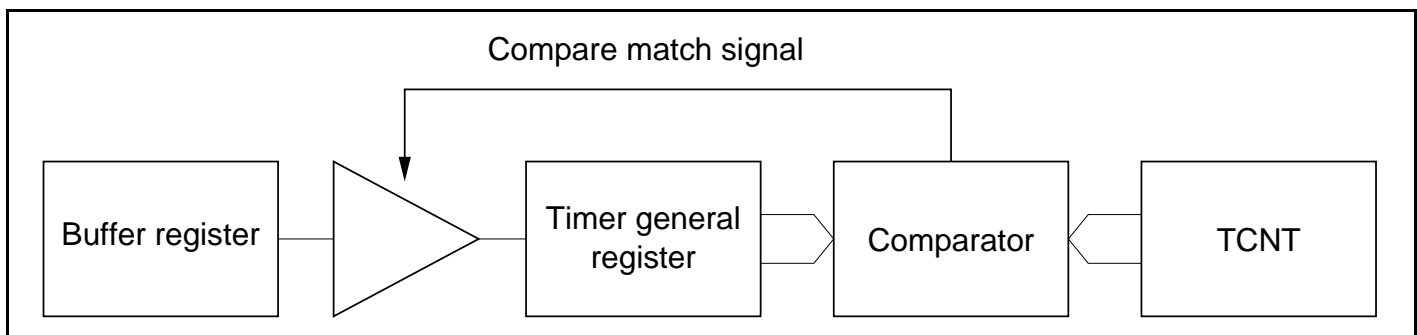 Compare match signal
Buffer register
Timer general
register
Comparator
TCNT